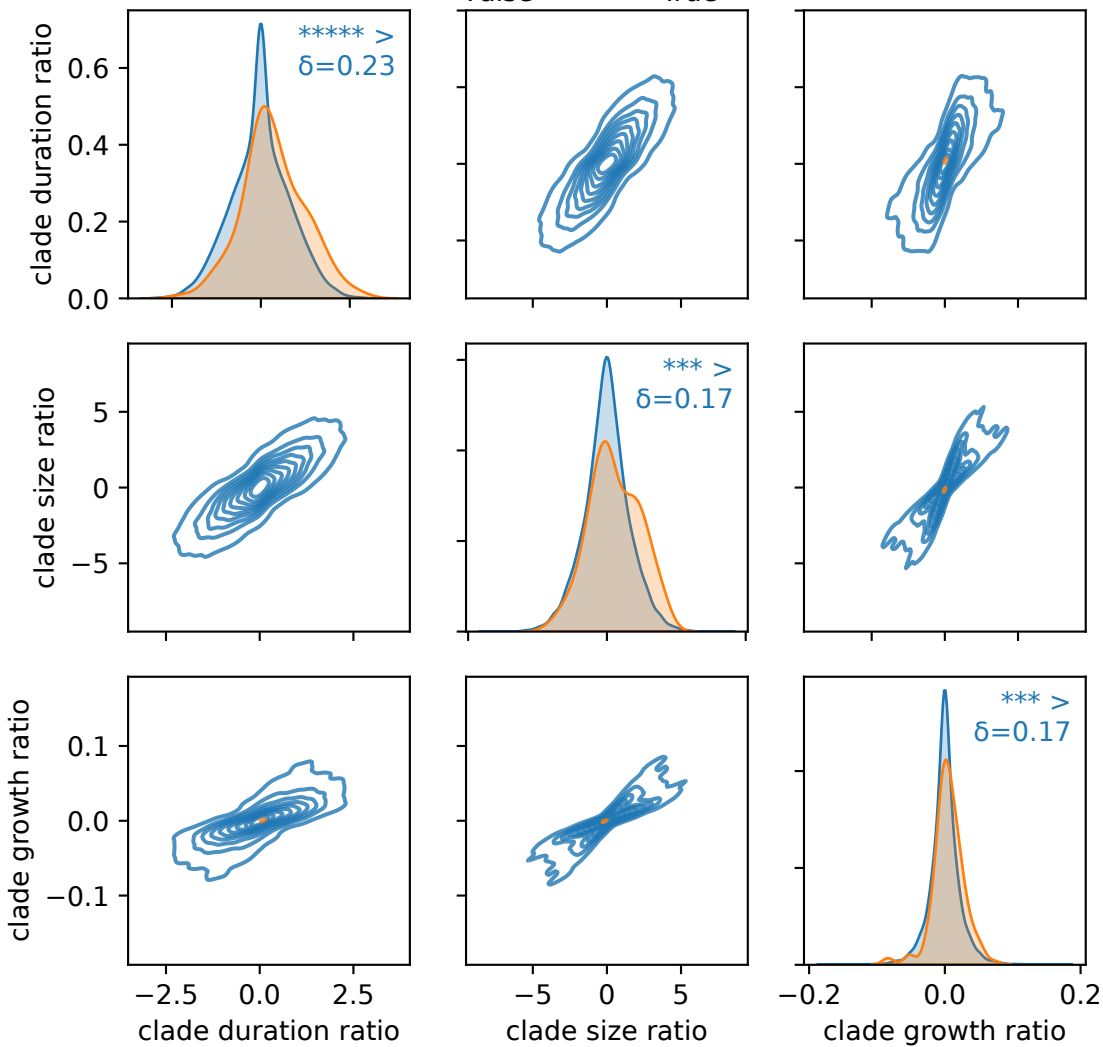 ***** >
δ=0.23
clade duration ratio
0.6
0.4
0.2
0.0
*** >
δ=0.17
clade size ratio
5
0
−5
*** >
δ=0.17
clade growth ratio
0.1
0.0
−0.1
−2.5 0.0 2.5 −5 0 5 −0.2 0.0 0.2
clade duration ratio clade size ratio clade growth ratio